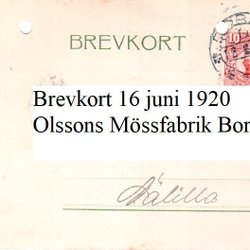 BREVKORT
Brevkort 16 juni 1920
Olssons Mössfabrik Bor